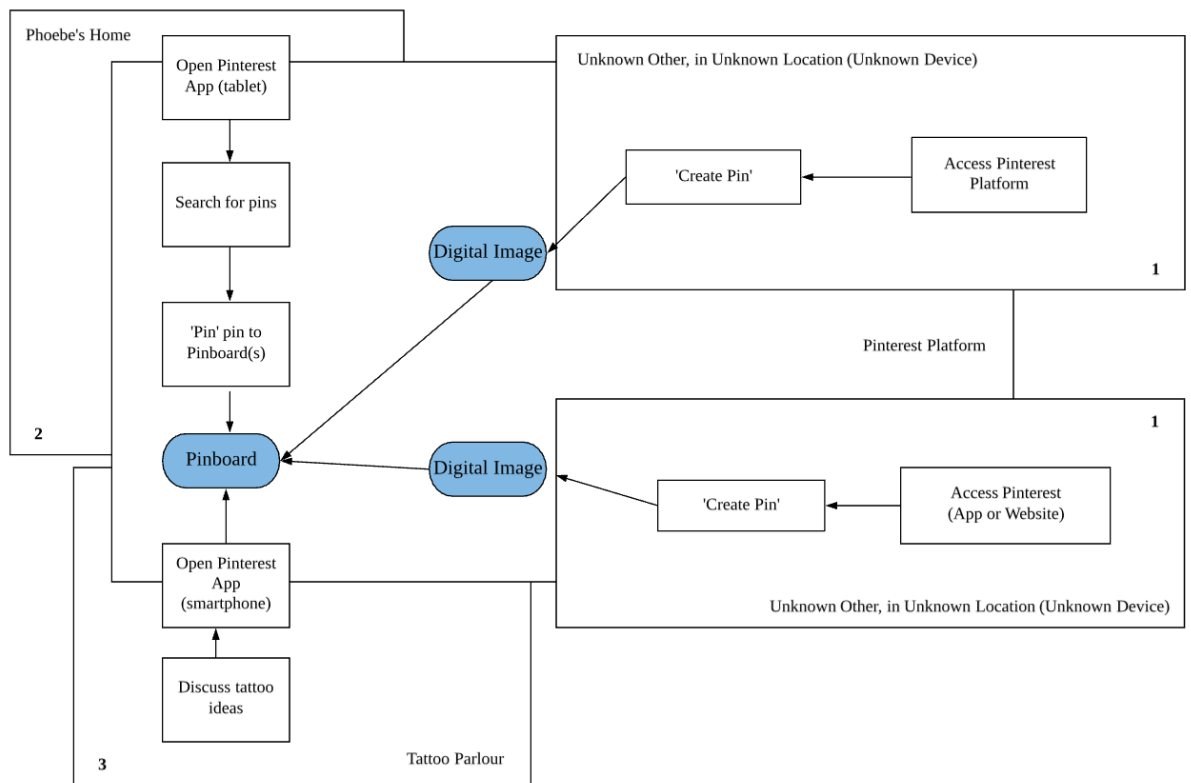 Phoebe's Home
Open Pinterest
App (tablet)
Search for pins
'Pin' pin to
Pinboard(s)
2
Pinboard
Open Pinterest
App
(smartphone)
Discuss tattoo
ideas
3
Tattoo Parlour
Unknown Other, in Unknown Location (Unknown Device)
'Create Pin'
Access Pinterest
Platform
Digital Image
1
Pinterest Platform
1
Digital Image
'Create Pin'
Access Pinterest
(App or Website)
Unknown Other, in Unknown Location (Unknown Device)